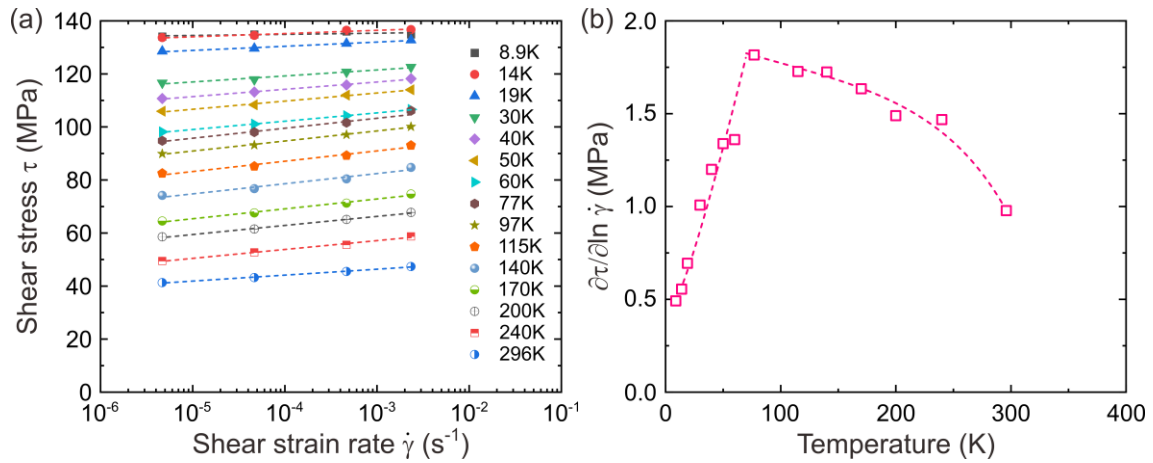 (a)
140
120
100
80
60
40
20
0
Shear stress τ (MPa)
10⁻⁶
10⁻⁵
10⁻⁴
10⁻³
10⁻²
10⁻¹
Shear strain rate γ̇ (s⁻¹)
8.9K
14K
19K
30K
40K
50K
60K
77K
97K
115K
140K
170K
200K
240K
296K
(b)
2.0
1.5
1.0
0.5
0.0
∂τ/∂ln γ̇ (MPa)
0
100
200
300
400
Temperature (K)